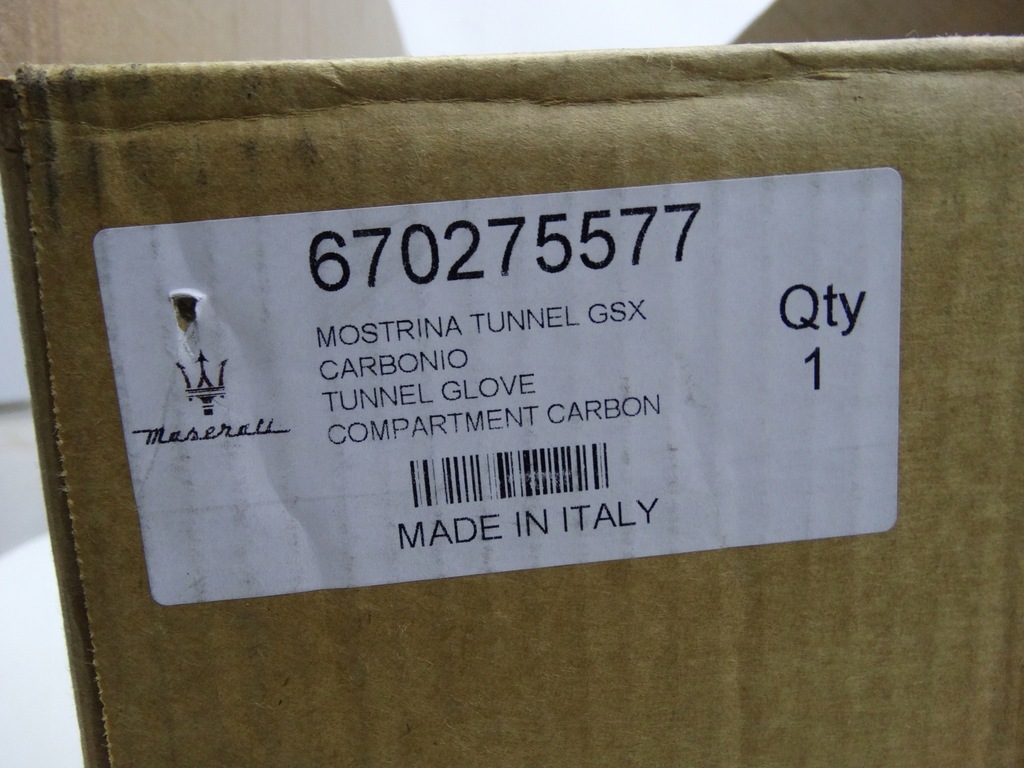 670275577
MOSTRINA TUNNEL GSX
CARBONIO
TUNNEL GLOVE
COMPARTMENT CARBON
MADE IN ITALY
Qty
1
Maserati